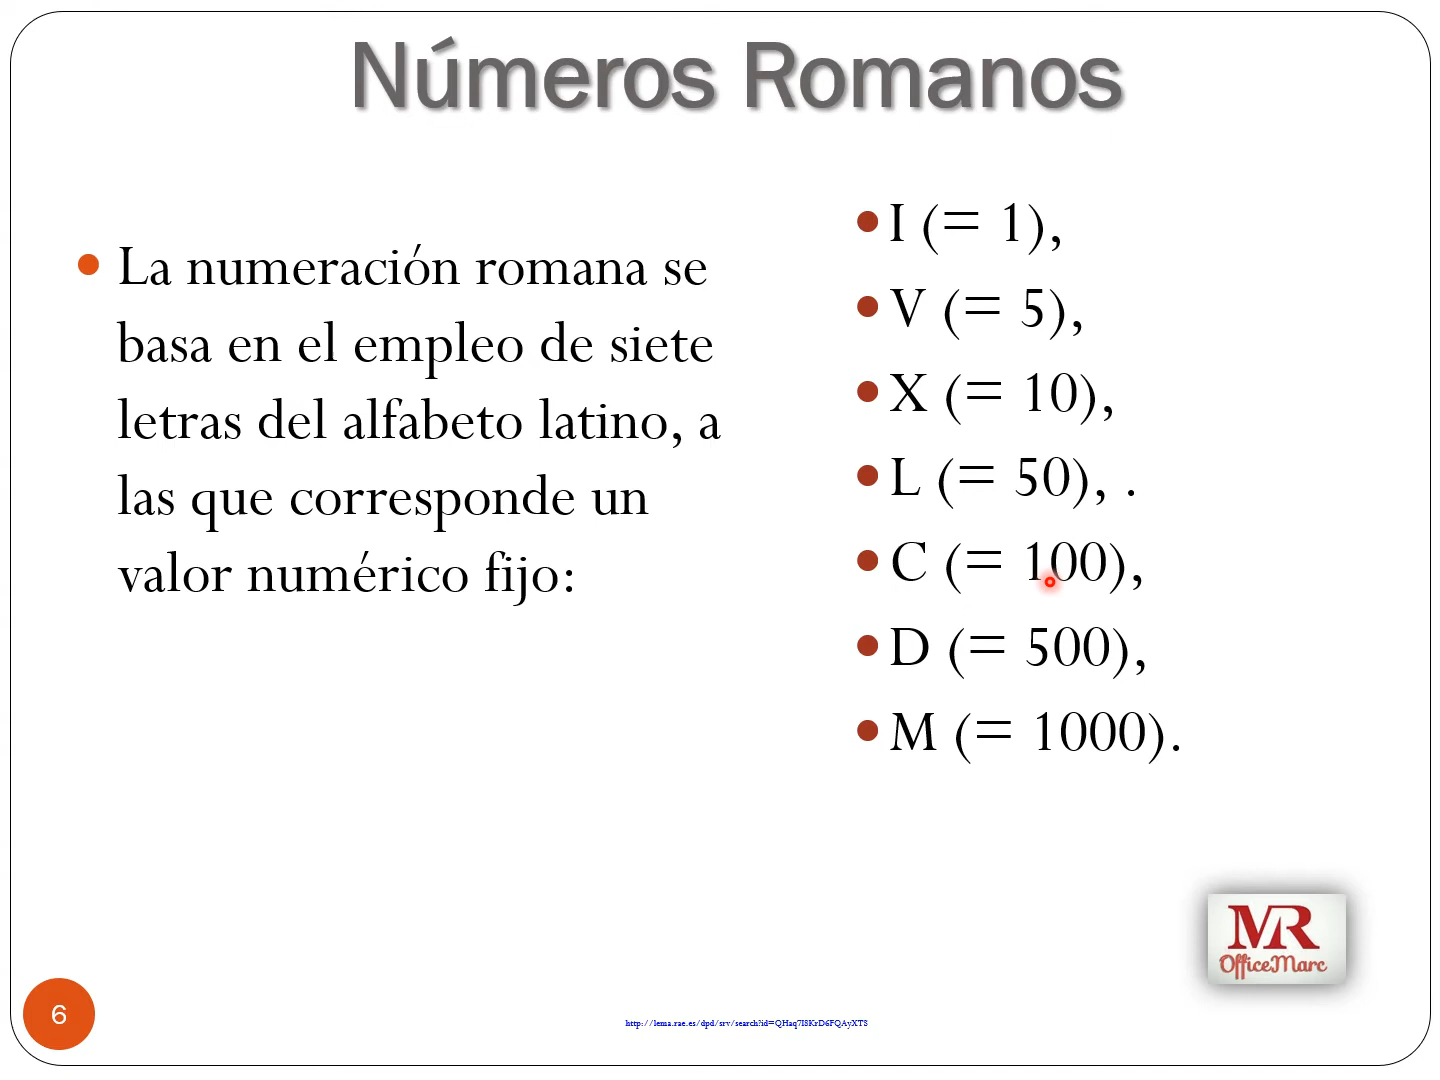 Números Romanos
La numeración romana se
basa en el empleo de siete
letras del alfabeto latino, a
las que corresponde un
valor numérico fijo:
I (= 1),
V (= 5),
X (= 10),
L (= 50), .
C (= 100),
D (= 500),
M (= 1000).
MR
OfficeMarc
6
http://lema.rae.es/dpd/srv/search?id=QHaq7I8KrD6FQAyXT8